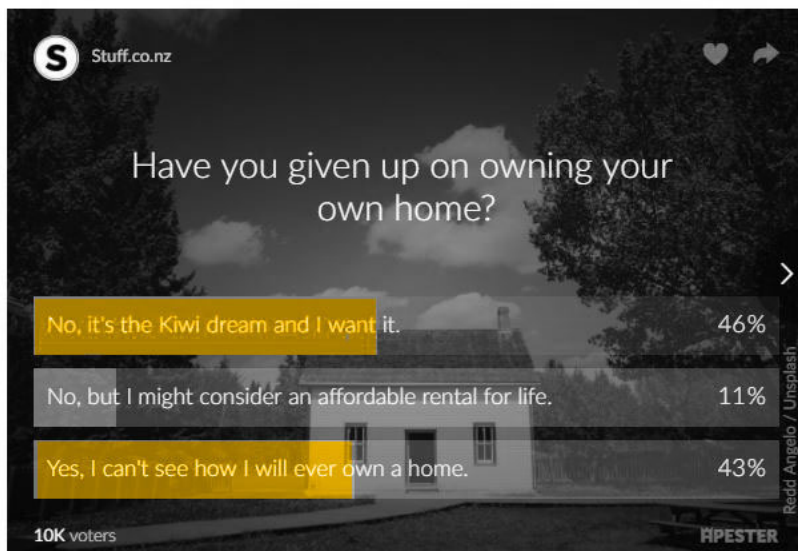 S Stuff.co.nz
Have you given up on owning your
own home?
No, it's the Kiwi dream and I want it. 46%
No, but I might consider an affordable rental for life. 11%
Yes, I can't see how I will ever own a home. 43%
Redd Angelo / Unsplash
10K voters
APESTER